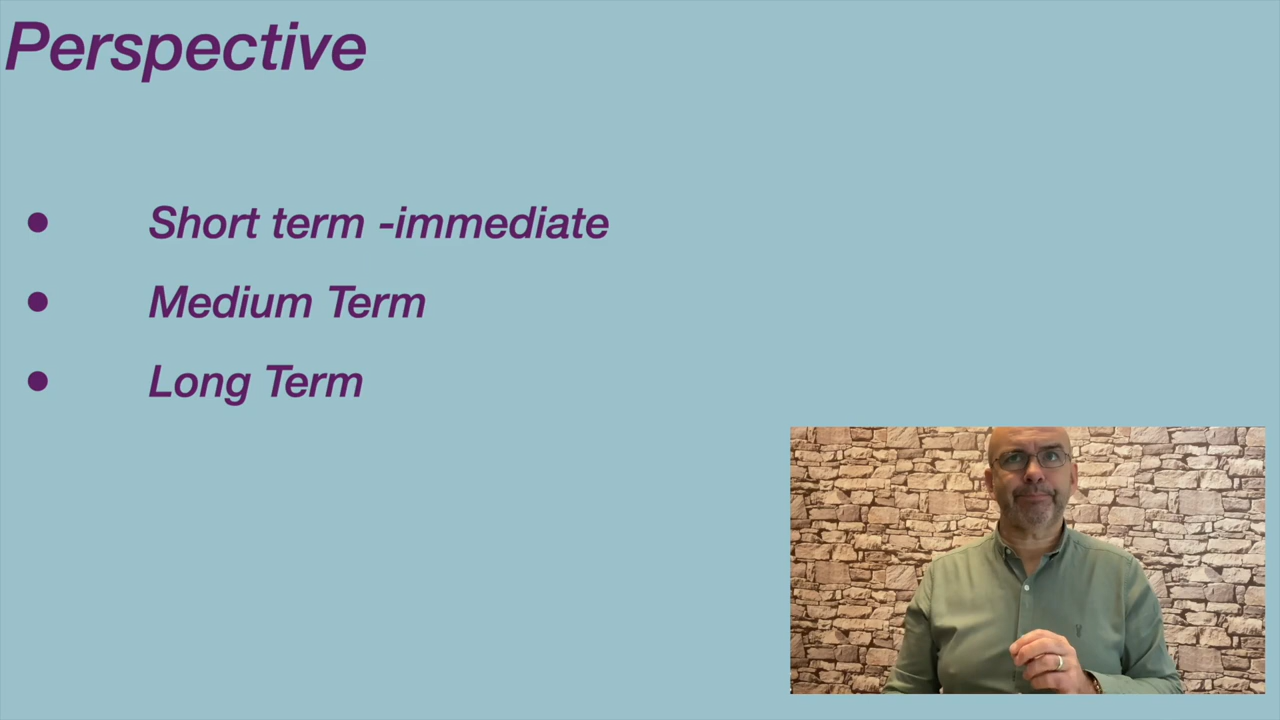 Perspective
● Short term -immediate
● Medium Term
● Long Term